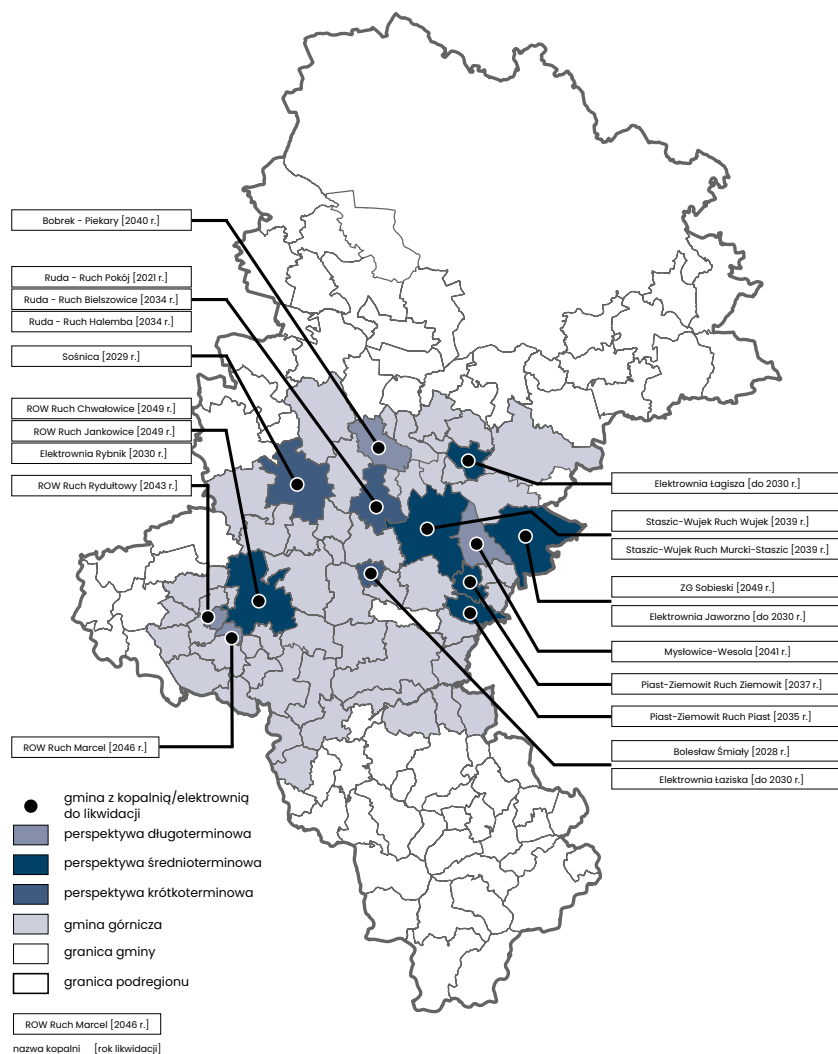 Bobrek - Piekary [2040 r.]
Ruda - Ruch Pokój [2021 r.]
Ruda - Ruch Bielszowice [2034 r.]
Ruda - Ruch Halemba [2034 r.]
Sośnica [2029 r.]
ROW Ruch Chwałowice [2049 r.]
ROW Ruch Jankowice [2049 r.]
Elektrownia Rybnik [2030 r.]
ROW Ruch Rydułtowy [2043 r.]
Elektrownia Łagisza [do 2030 r.]
Staszic-Wujek Ruch Wujek [2039 r.]
Staszic-Wujek Ruch Murcki-Staszic [2039 r.]
ZG Sobieski [2049 r.]
Elektrownia Jaworzno [do 2030 r.]
Mysłowice-Wesola [2041 r.]
Piast-Ziemowit Ruch Ziemowit [2037 r.]
Piast-Ziemowit Ruch Piast [2035 r.]
Bolesław Śmiały [2028 r.]
Elektrownia Łaziska [do 2030 r.]
ROW Ruch Marcel [2046 r.]
gmina z kopalnią/elektrownią
do likwidacji
perspektywa długoterminowa
perspektywa średnioterminowa
perspektywa krótkoterminowa
gmina górnicza
granica gminy
granica podregionu
ROW Ruch Marcel [2046 r.]
nazwa kopalni [rok likwidacji]